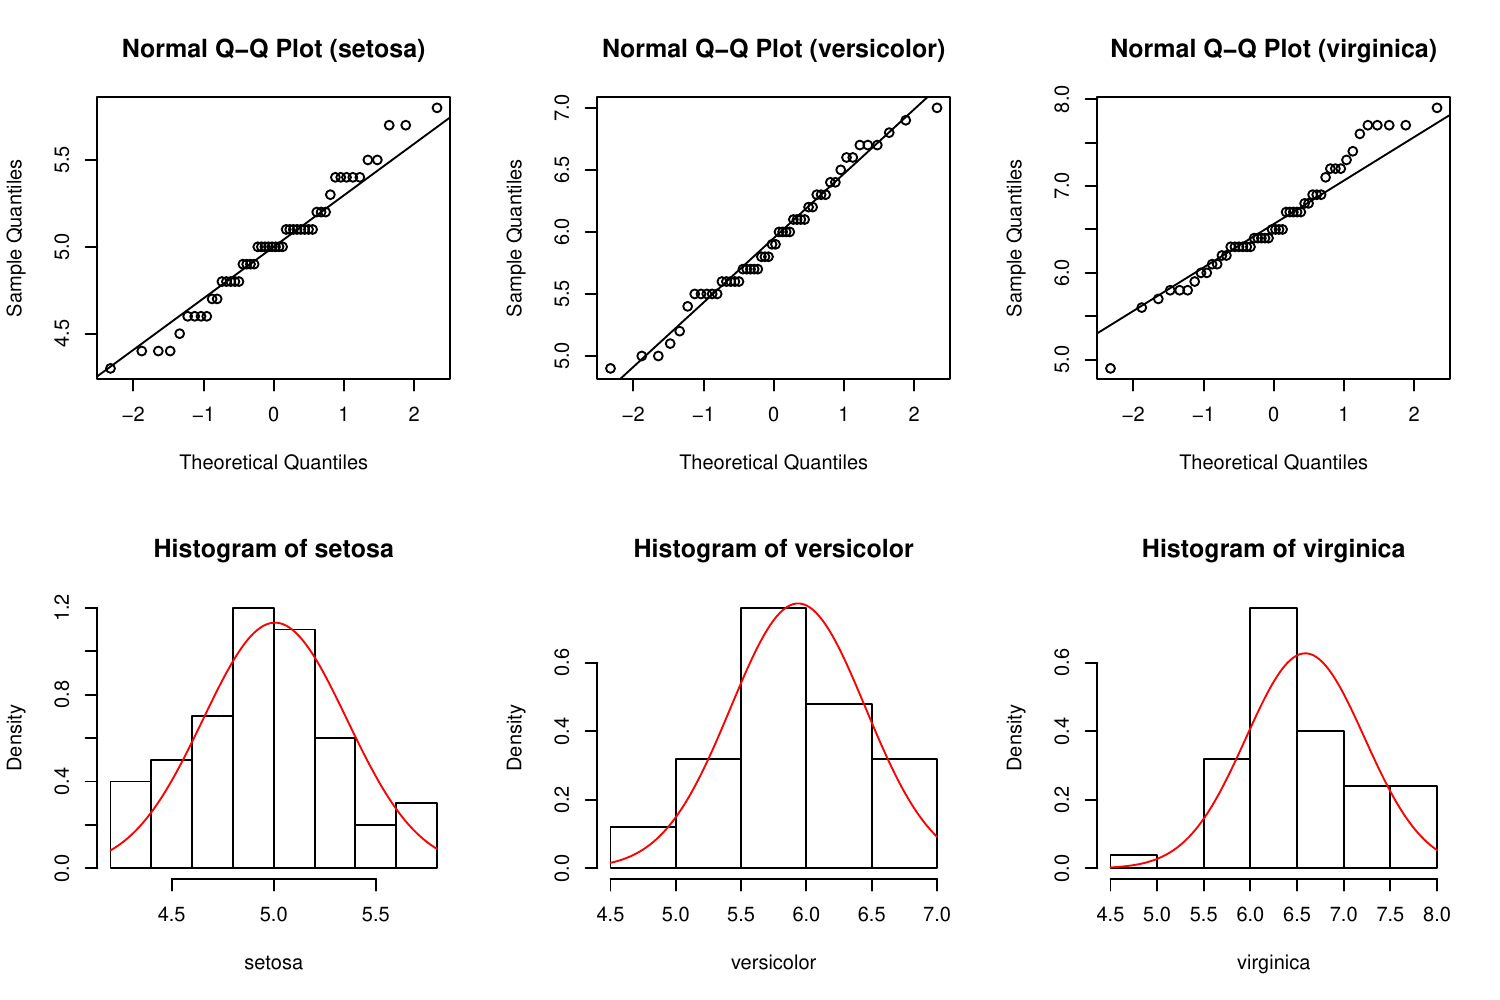 Normal Q–Q Plot (setosa)
Sample Quantiles
4.5 5.0 5.5
−2 −1 0 1 2
Theoretical Quantiles
Normal Q–Q Plot (versicolor)
Sample Quantiles
5.0 5.5 6.0 6.5 7.0
−2 −1 0 1 2
Theoretical Quantiles
Normal Q–Q Plot (virginica)
Sample Quantiles
5.0 6.0 7.0 8.0
−2 −1 0 1 2
Theoretical Quantiles
Histogram of setosa
Density
0.0 0.4 0.8 1.2
4.5 5.0 5.5
setosa
Histogram of versicolor
Density
0.0 0.2 0.4 0.6
4.5 5.0 5.5 6.0 6.5 7.0
versicolor
Histogram of virginica
Density
0.0 0.2 0.4 0.6
4.5 5.0 5.5 6.0 6.5 7.0 7.5 8.0
virginica